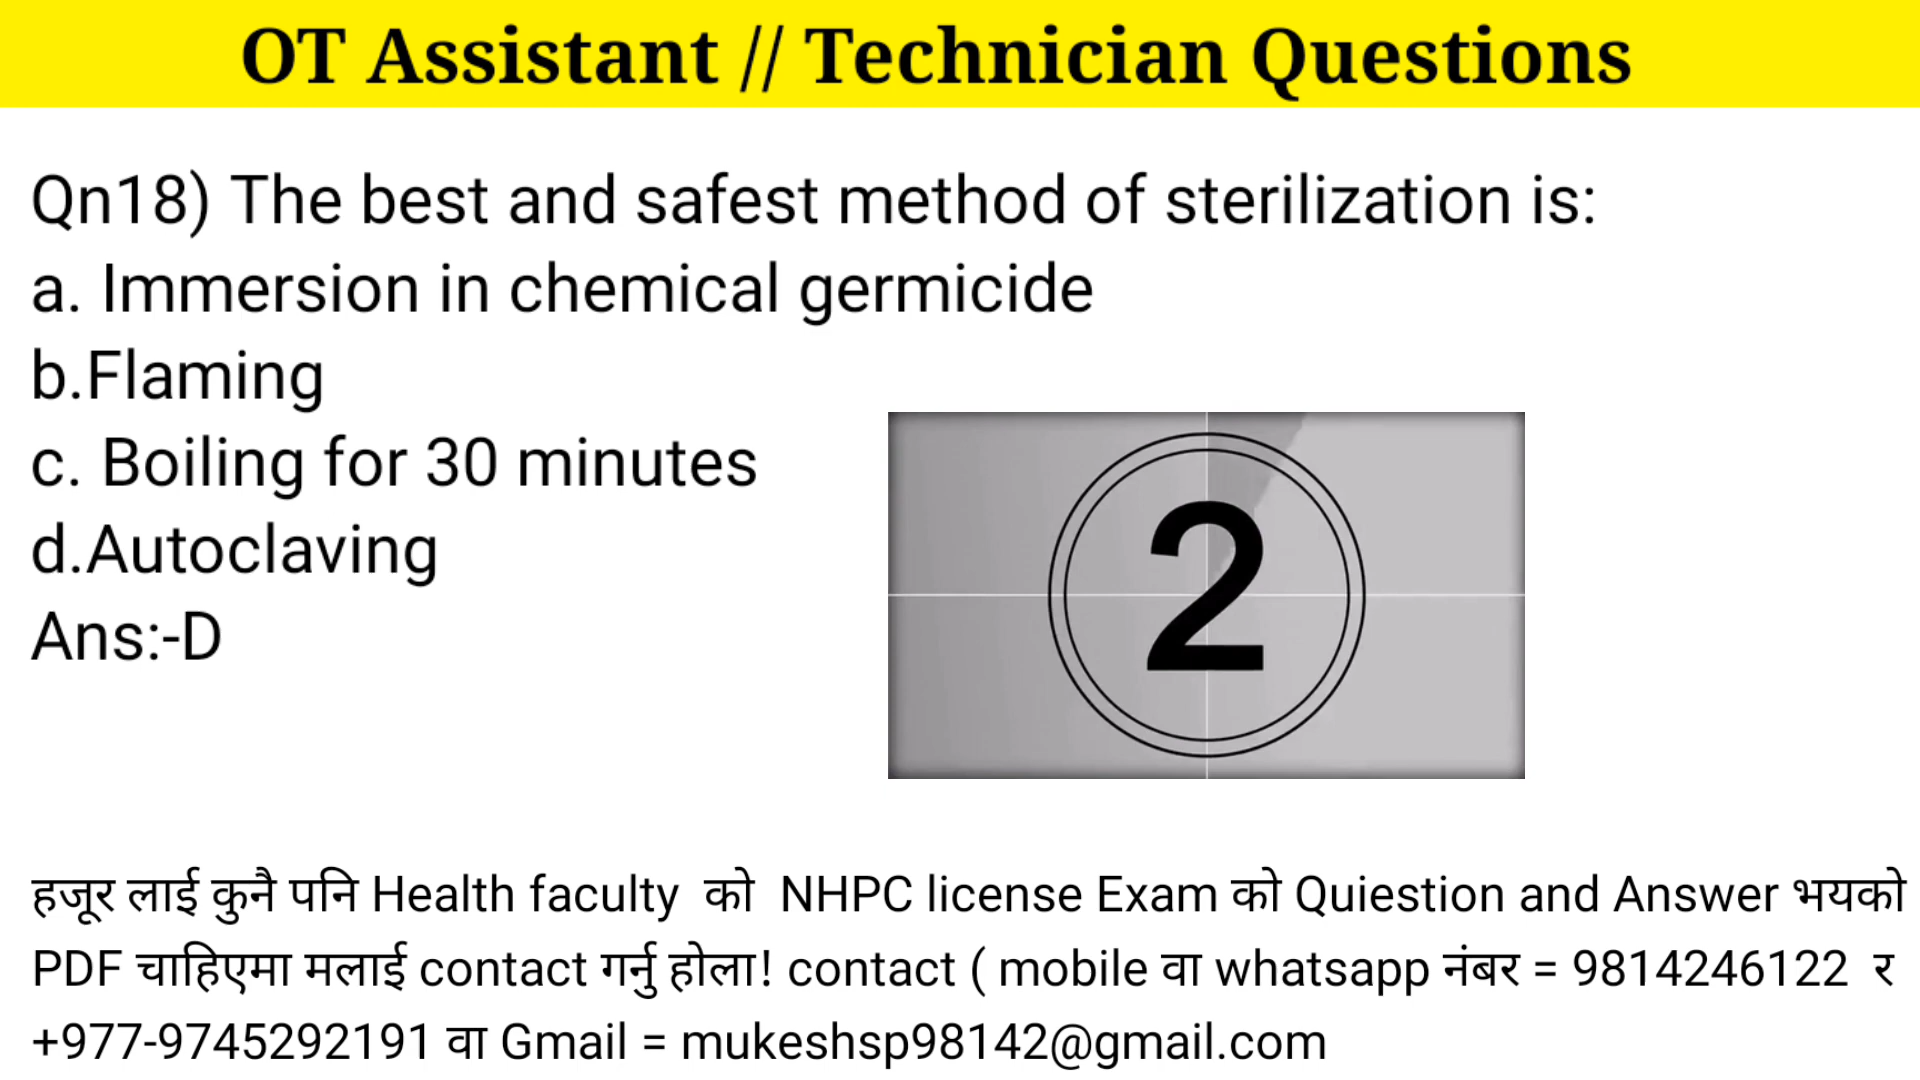 OT Assistant // Technician Questions
Qn18) The best and safest method of sterilization is:
a. Immersion in chemical germicide
b.Flaming
c. Boiling for 30 minutes
d.Autoclaving
Ans:-D
2
हजूर लाई कुनै पनि Health faculty को NHPC license Exam को Quiestion and Answer भयको
PDF चाहिएमा मलाई contact गर्नु होला! contact ( mobile वा whatsapp नंबर = 9814246122 र
+977-9745292191 वा Gmail = mukeshsp98142@gmail.com